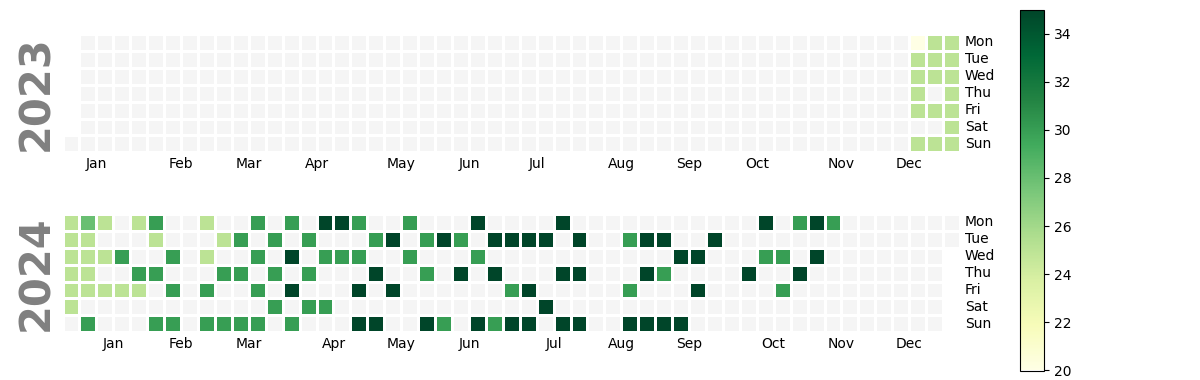 2023
Mon
Tue
Wed
Thu
Fri
Sat
Sun
Jan Feb Mar Apr May Jun Jul Aug Sep Oct Nov Dec
2024
Mon
Tue
Wed
Thu
Fri
Sat
Sun
Jan Feb Mar Apr May Jun Jul Aug Sep Oct Nov Dec
34
32
30
28
26
24
22
20